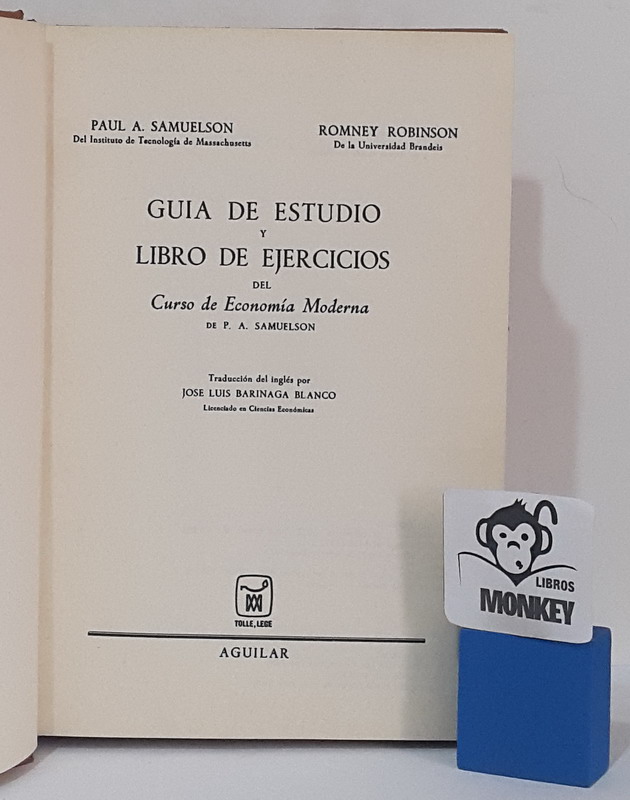 PAUL A. SAMUELSON
Del Instituto de Tecnología de Massachusetts
ROMNEY ROBINSON
De la Universidad Brandeis
GUIA DE ESTUDIO
Y
LIBRO DE EJERCICIOS
DEL
Curso de Economía Moderna
DE P. A. SAMUELSON
Traducción del inglés por
JOSE LUIS BARINAGA BLANCO
Licenciado en Ciencias Económicas
TOLLE, LEGE
AGUILAR
LIBROS
MONKEY